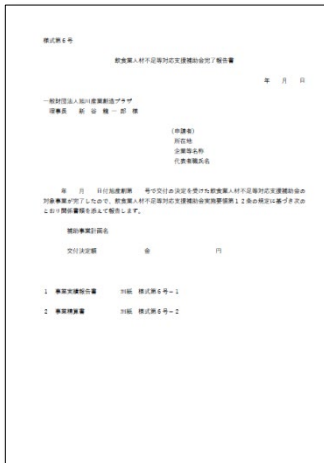 様式第6号
飲食業人材不足等対応支援補助金完了報告書
年　月　日
一般財団法人旭川産業創造プラザ
理事長　新　谷　龍　一　郎　様
（申請者）
所在地
企業等名称
代表者職氏名
年　月　日付旭産創第　号で交付の決定を受けた飲食業人材不足等対応支援補助金の
対象事業が完了したので、飲食業人材不足等対応支援補助金実施要領第12条の規定に基づき次の
とおり関係書類を添えて報告します。
補助事業計画名
交付決定額　金　円
1　事業実績報告書　別紙　様式第6号－1
2　事業精算書　別紙　様式第6号－2